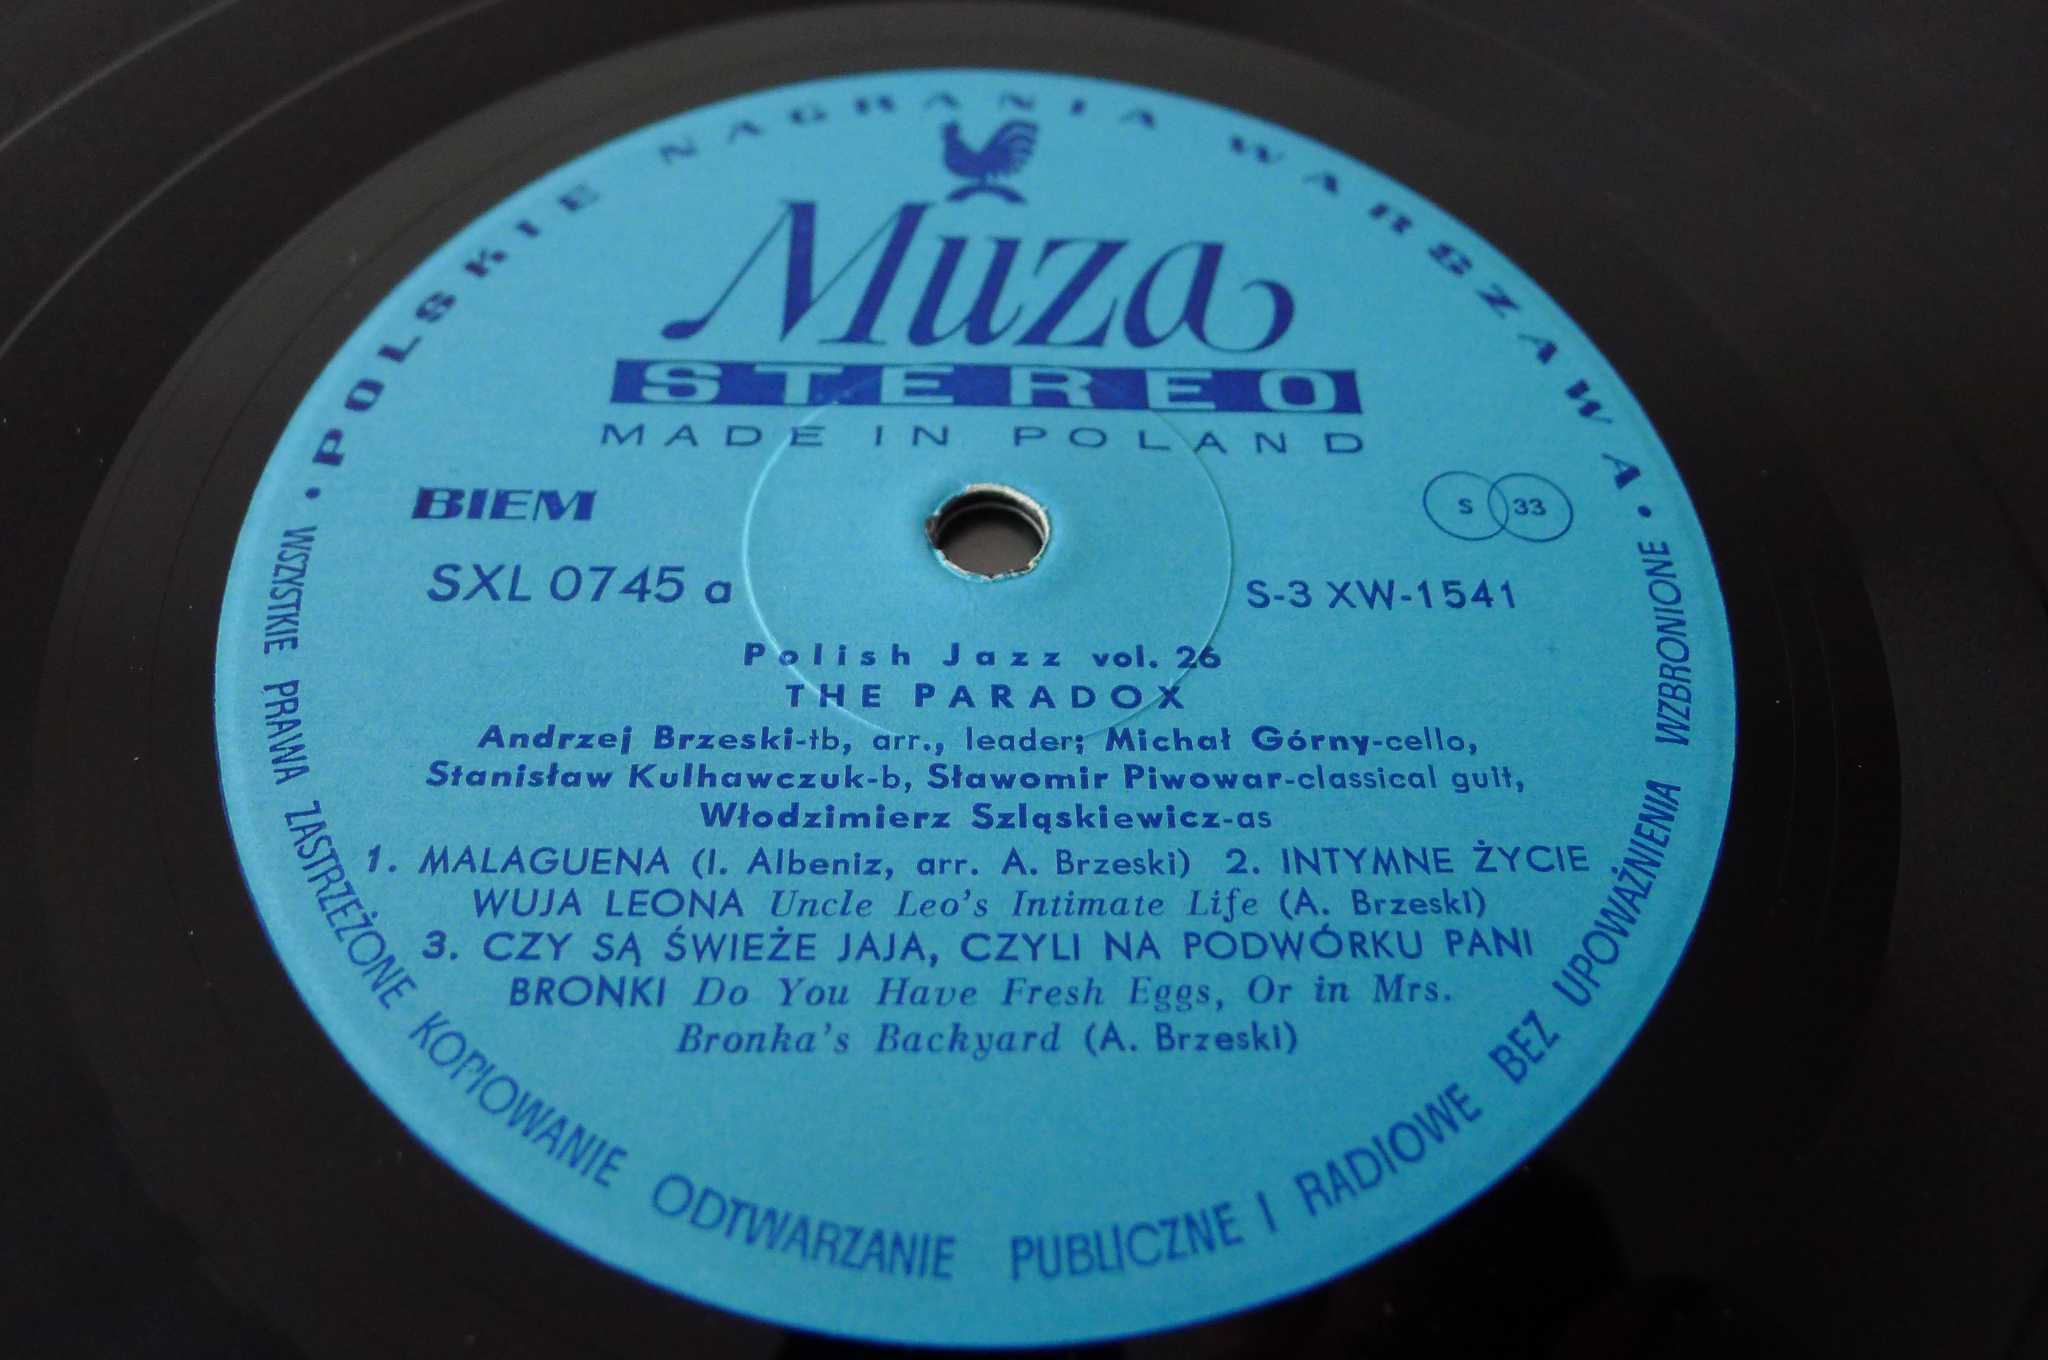 • POLSKIE NAGRANIA WARSZAWA •
Muza
STEREO
MADE IN POLAND
BIEM
S 33
SXL 0745 a
S-3 XW-1541
Polish Jazz vol. 26
THE PARADOX
Andrzej Brzeski-tb, arr., leader; Michał Górny-cello,
Stanisław Kulhawczuk-b, Sławomir Piwowar-classical guit,
Włodzimierz Szląskiewicz-as
1. MALAGUENA (I. Albeniz, arr. A. Brzeski) 2. INTYMNE ŻYCIE
WUJA LEONA Uncle Leo's Intimate Life (A. Brzeski)
3. CZY SĄ ŚWIEŻE JAJA, CZYLI NA PODWÓRKU PANI
BRONKI Do You Have Fresh Eggs, Or in Mrs.
Bronka's Backyard (A. Brzeski)
WSZYSTKIE PRAWA ZASTRZEŻONE KOPIOWANIE ODTWARZANIE PUBLICZNE I RADIOWE BEZ UPOWAŻNIENIA WZBRONIONE